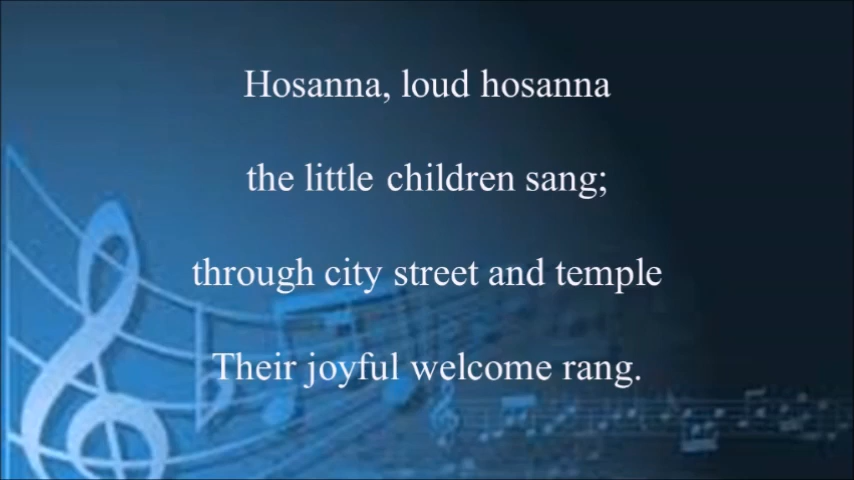 Hosanna, loud hosanna
the little children sang;
through city street and temple
Their joyful welcome rang.